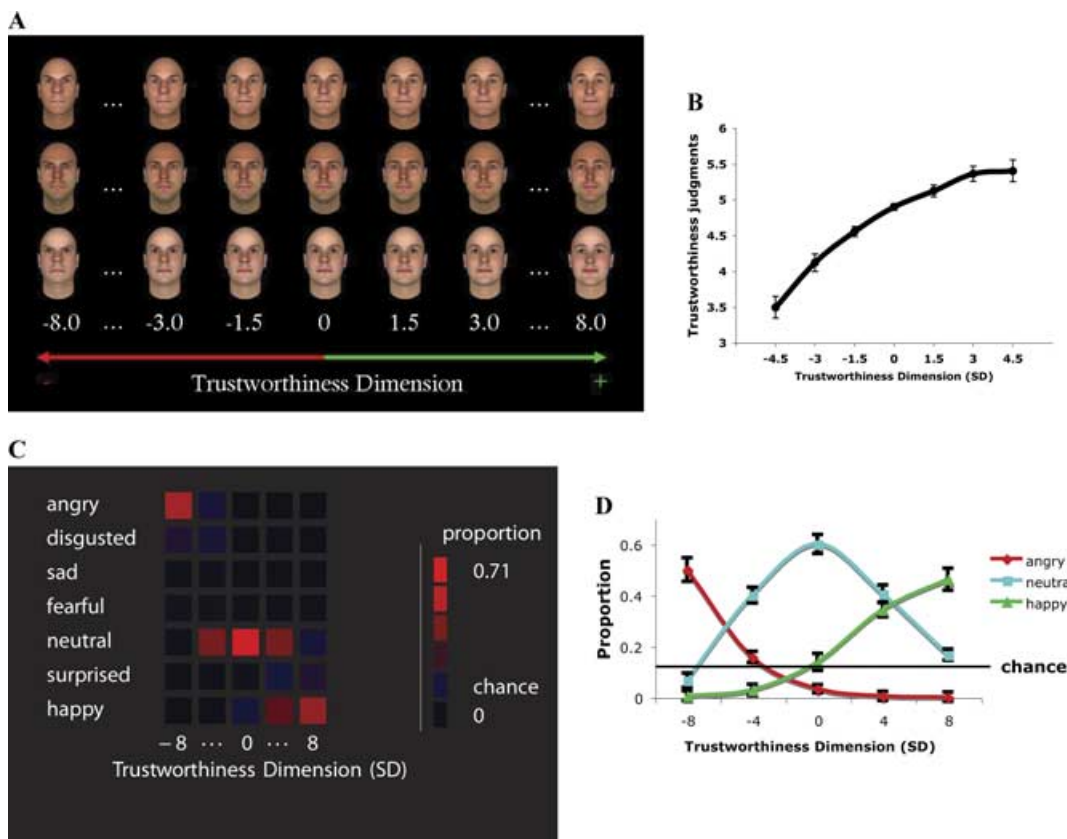 A
... ...
... ...
... ...
-8.0 ... -3.0 -1.5 0 1.5 3.0 ... 8.0
- Trustworthiness Dimension +
B
Trustworthiness judgments
6
5.5
5
4.5
4
3.5
3
-4.5 -3 -1.5 0 1.5 3 4.5
Trustworthiness Dimension (SD)
C
angry
disgusted
sad
fearful
neutral
surprised
happy
−8 ... 0 ... 8
Trustworthiness Dimension (SD)
proportion
0.71
chance
0
D
Proportion
0.6
0.4
0.2
0
-8 -4 0 4 8
Trustworthiness Dimension (SD)
angry
neutra
happy
chance